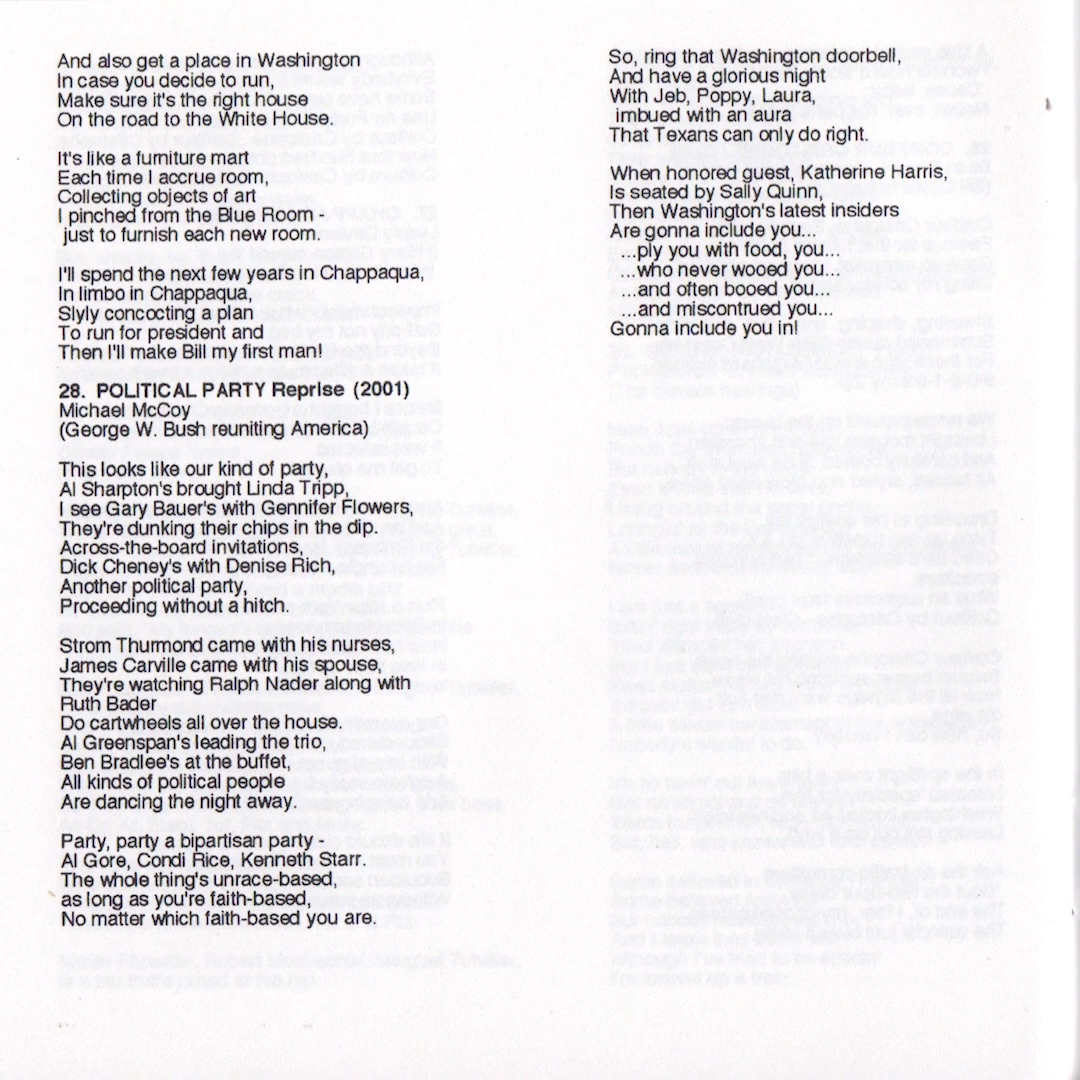 And also get a place in Washington
In case you decide to run,
Make sure it's the right house
On the road to the White House.
It's like a furniture mart
Each time I accrue room,
Collecting objects of art
I pinched from the Blue Room -
just to furnish each new room.
I'll spend the next few years in Chappaqua,
In limbo in Chappaqua,
Slyly concocting a plan
To run for president and
Then I'll make Bill my first man!
28. POLITICAL PARTY Reprise (2001)
Michael McCoy
(George W. Bush reuniting America)
This looks like our kind of party,
Al Sharpton's brought Linda Tripp,
I see Gary Bauer's with Gennifer Flowers,
They're dunking their chips in the dip.
Across-the-board invitations,
Dick Cheney's with Denise Rich,
Another political party,
Proceeding without a hitch.
Strom Thurmond came with his nurses,
James Carville came with his spouse,
They're watching Ralph Nader along with
Ruth Bader
Do cartwheels all over the house.
Al Greenspan's leading the trio,
Ben Bradlee's at the buffet,
All kinds of political people
Are dancing the night away.
Party, party a bipartisan party -
Al Gore, Condi Rice, Kenneth Starr.
The whole thing's unrace-based,
as long as you're faith-based,
No matter which faith-based you are.
So, ring that Washington doorbell,
And have a glorious night
With Jeb, Poppy, Laura,
imbued with an aura
That Texans can only do right.
When honored guest, Katherine Harris,
Is seated by Sally Quinn,
Then Washington's latest insiders
Are gonna include you...
...ply you with food, you...
...who never wooed you...
...and often booed you...
...and miscontrued you...
Gonna include you in!